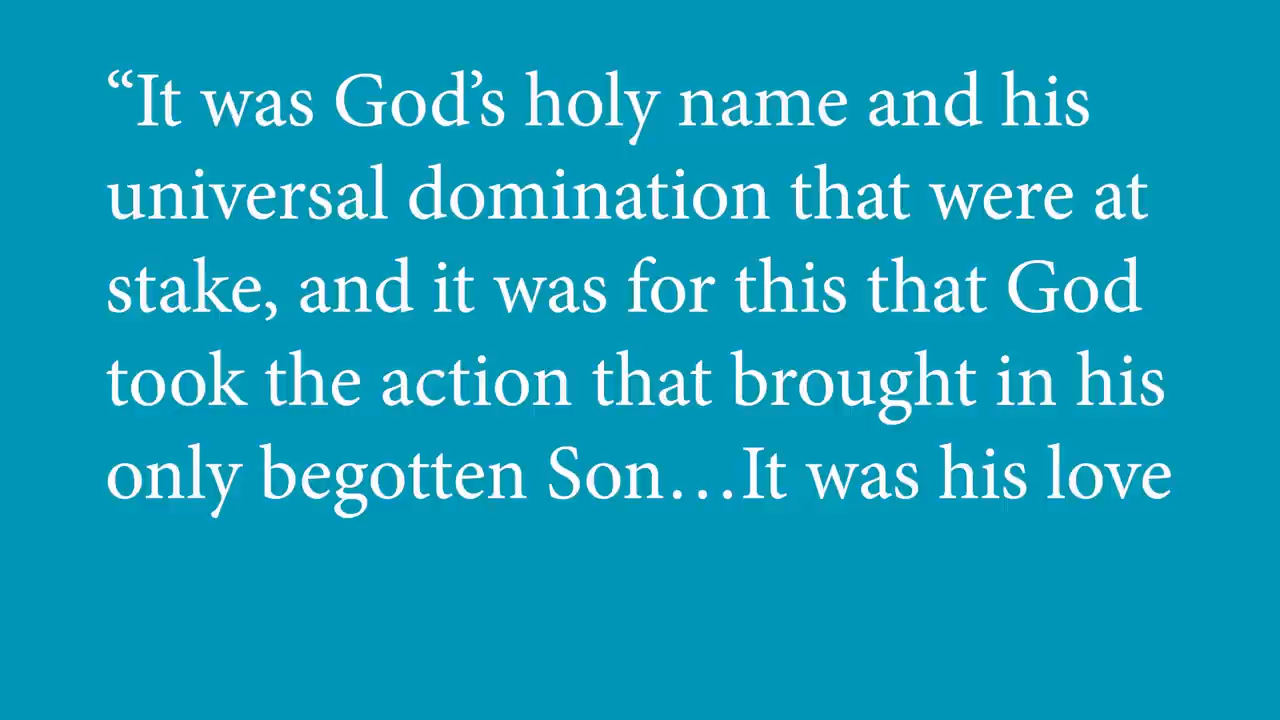 “It was God’s holy name and his
universal domination that were at
stake, and it was for this that God
took the action that brought in his
only begotten Son…It was his love